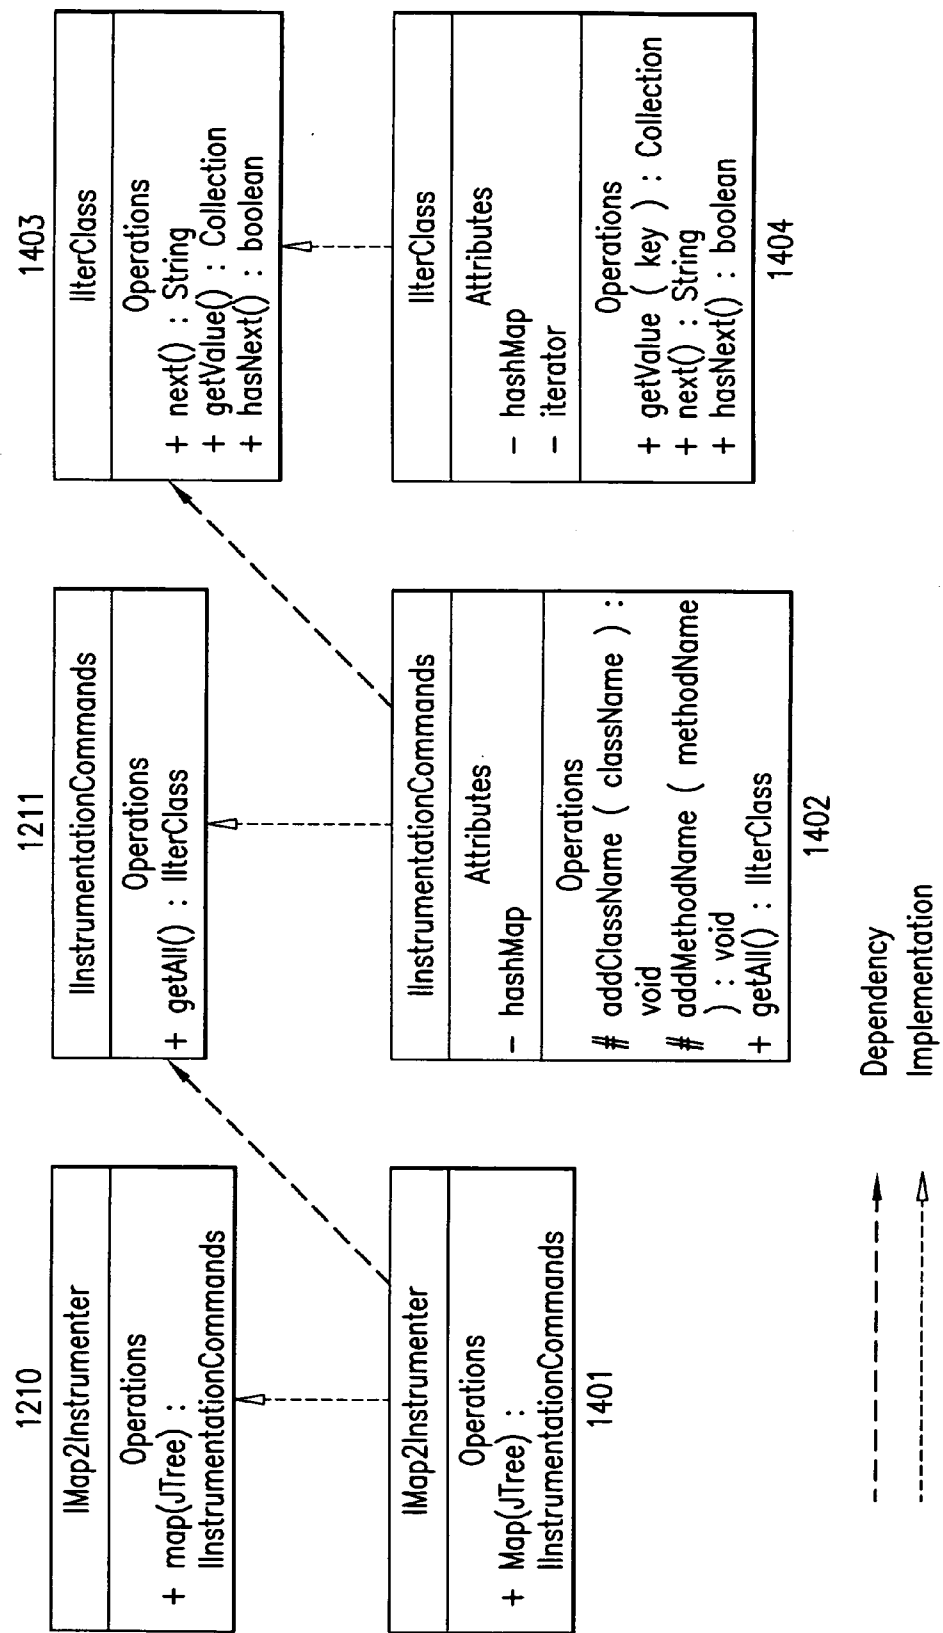 1210
IMap2Instrumenter
Operations
+ map(JTree) :
IInstrumentationCommands
IMap2Instrumenter
Operations
+ Map(JTree) :
IInstrumentationCommands
1401
1211
IInstrumentationCommands
Operations
+ getAll() : IIterClass
IInstrumentationCommands
Attributes
- hashMap
Operations
# addClassName ( className ) :
void
# addMethodName ( methodName
) : void
+ getAll() : IIterClass
1402
1403
IIterClass
Operations
+ next() : String
+ getValue() : Collection
+ hasNext() : boolean
IIterClass
Attributes
- hashMap
- iterator
Operations
+ getValue ( key ) : Collection
+ next() : String
+ hasNext() : boolean
1404
Dependency
Implementation